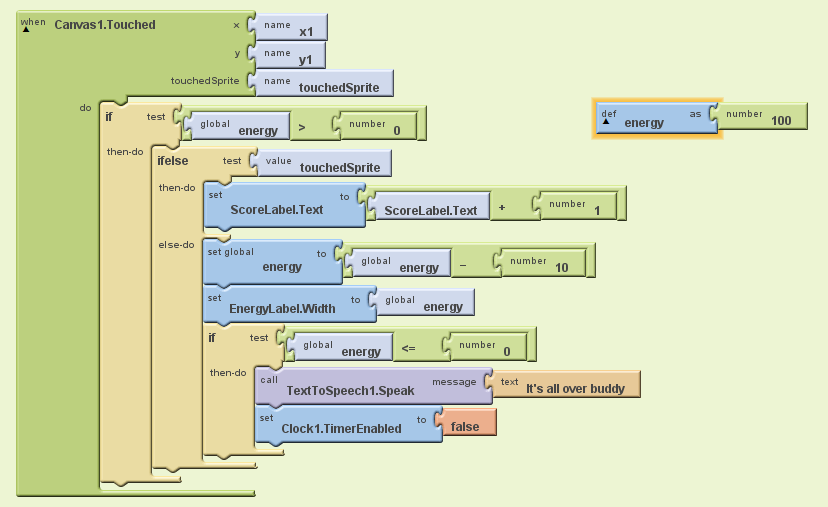 when Canvas1.Touched x name x1
y name y1
touchedSprite name touchedSprite
do if test global energy > number 0
def energy as number 100
then-do ifelse test value touchedSprite
then-do set ScoreLabel.Text to ScoreLabel.Text + number 1
else-do set global energy to global energy - number 10
set EnergyLabel.Width to global energy
if test global energy <= number 0
then-do call TextToSpeech1.Speak message text It's all over buddy
set Clock1.TimerEnabled to false